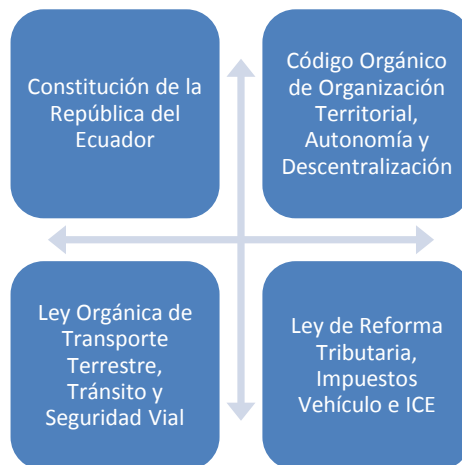 Constitución de la
República del
Ecuador
Código Orgánico
de Organización
Territorial,
Autonomía y
Descentralización
Ley Orgánica de
Transporte
Terrestre,
Tránsito y
Seguridad Vial
Ley de Reforma
Tributaria,
Impuestos
Vehículo e ICE